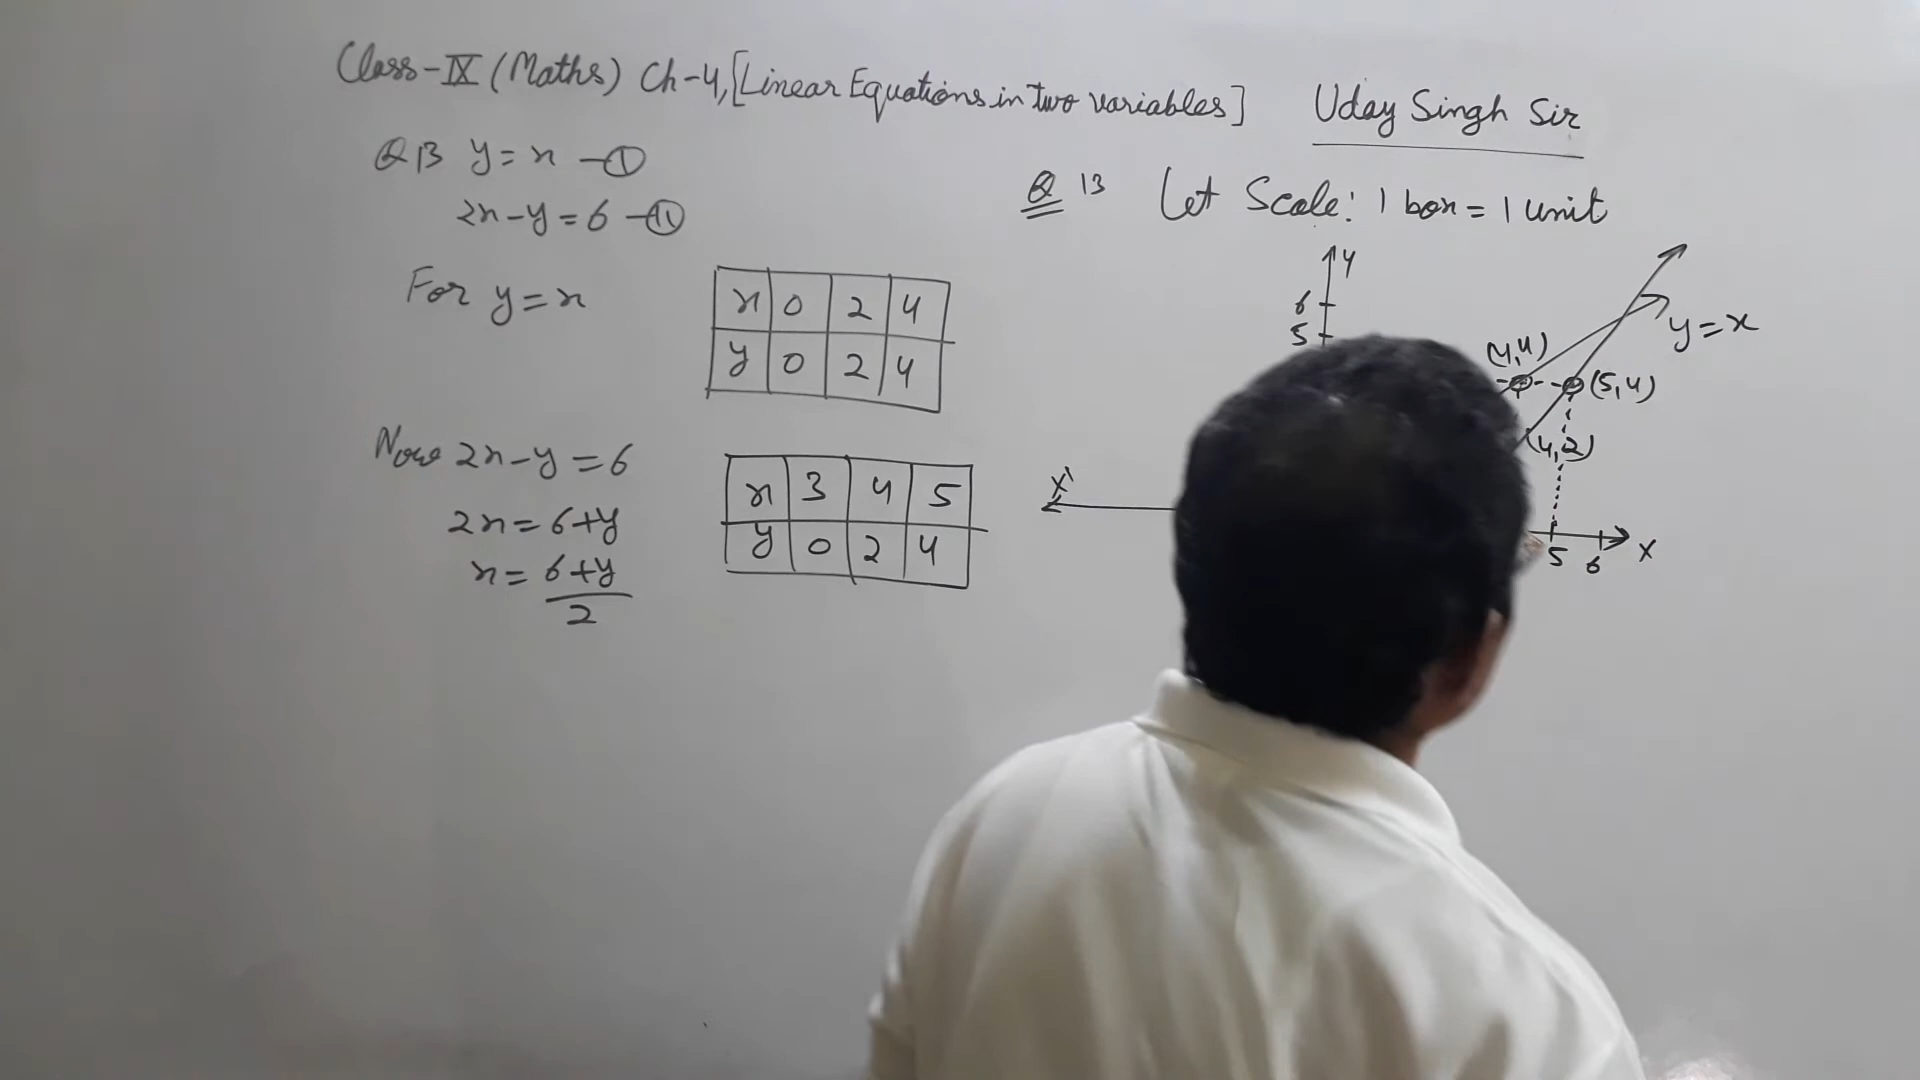 Class-IX (Maths) Ch-4, [Linear Equations in two variables] Uday Singh Sir
Q13 y = x - ①
2x - y = 6 - ⑪
For y = x
x 0 2 4
y 0 2 4
Now 2x - y = 6
2x = 6 + y
x = 6 + y / 2
x 3 4 5
y 0 2 4
Q 13 Let Scale: 1 box = 1 unit
Y
6
5
y = x
(4,4)
(5,4)
(4,2)
X'
5 6 X